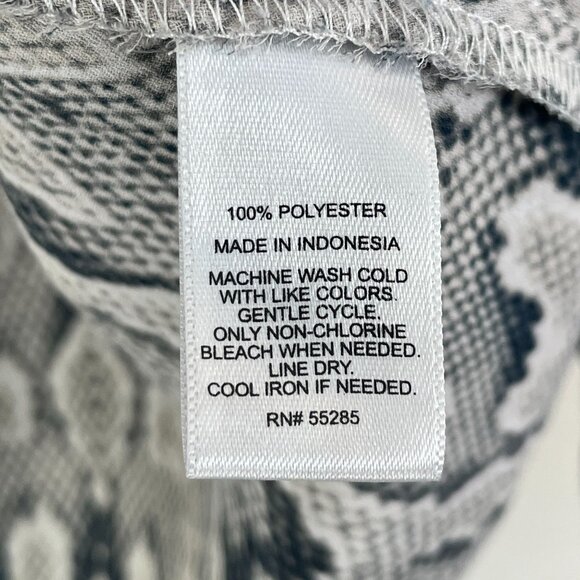 100% POLYESTER
MADE IN INDONESIA
MACHINE WASH COLD
WITH LIKE COLORS.
GENTLE CYCLE.
ONLY NON-CHLORINE
BLEACH WHEN NEEDED.
LINE DRY.
COOL IRON IF NEEDED.
RN# 55285